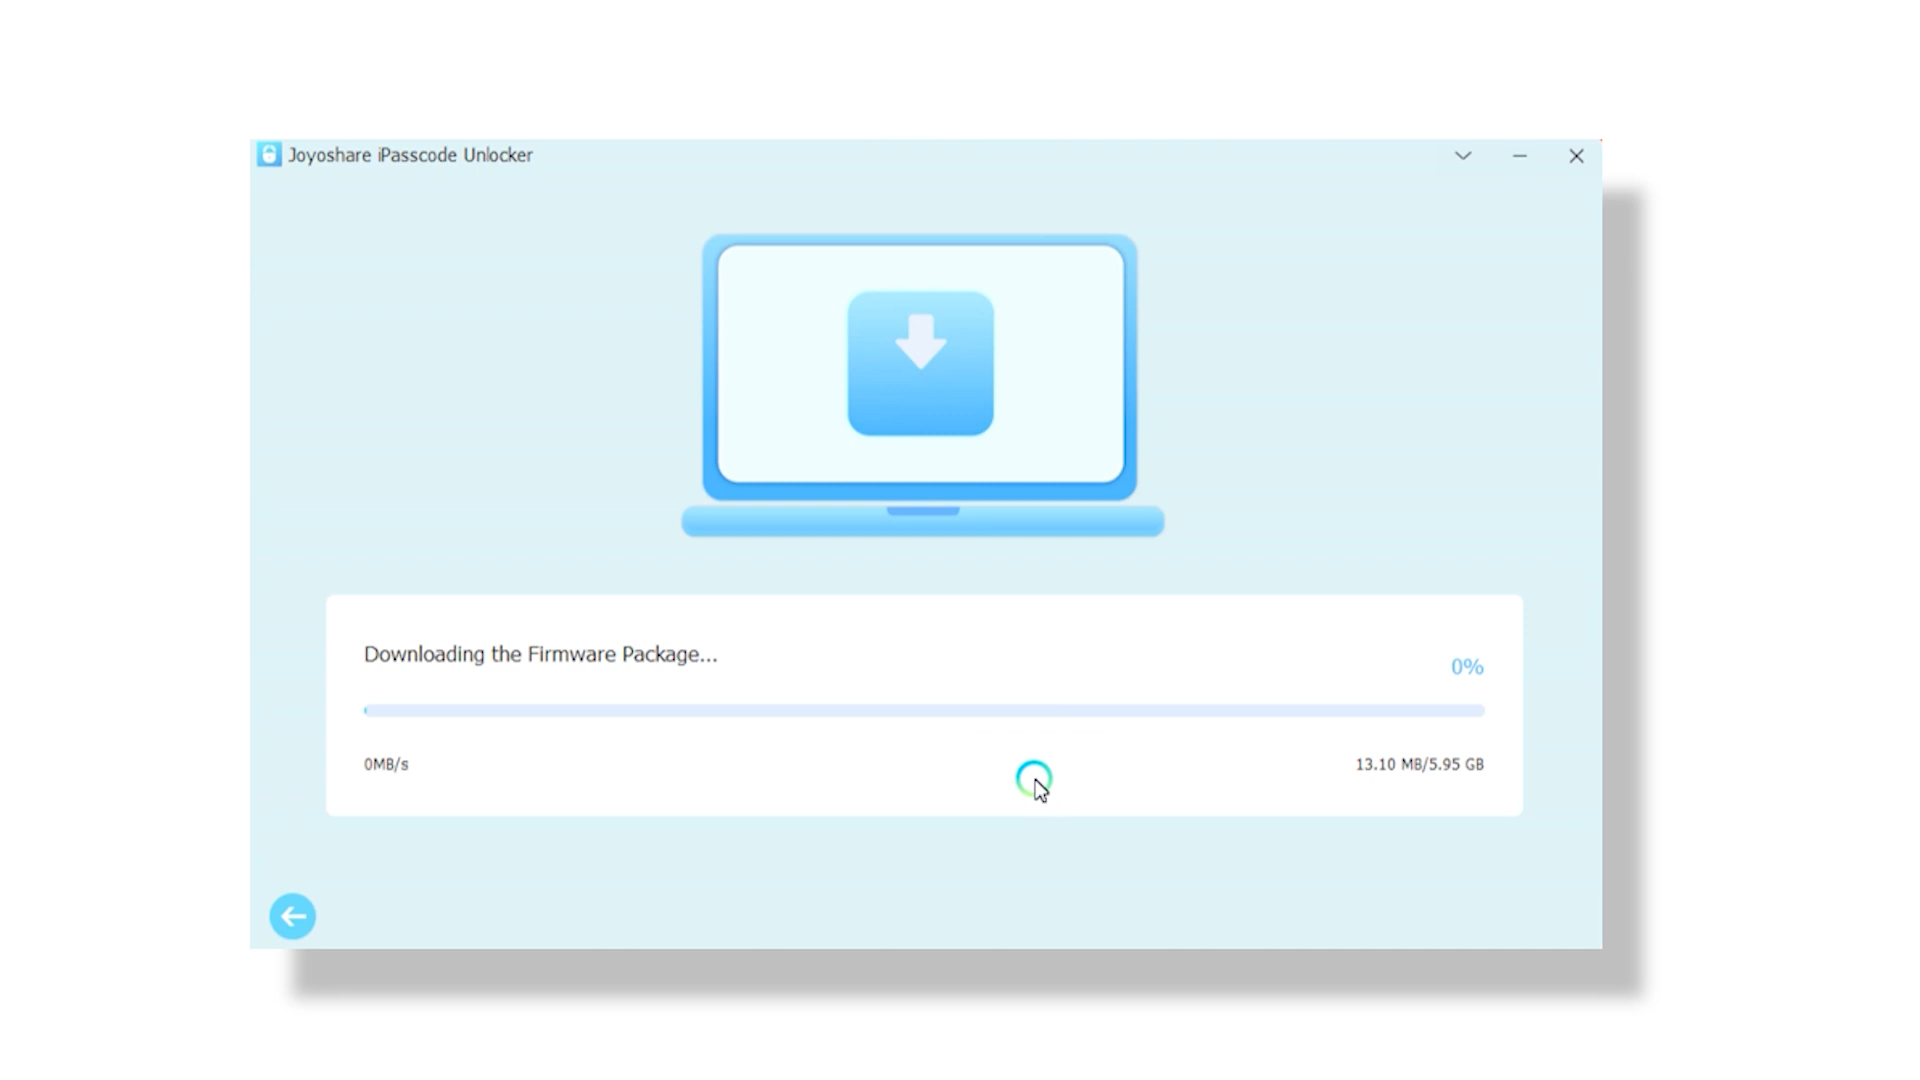 Joyoshare iPasscode Unlocker
Downloading the Firmware Package...
0%
0MB/s
13.10 MB/5.95 GB